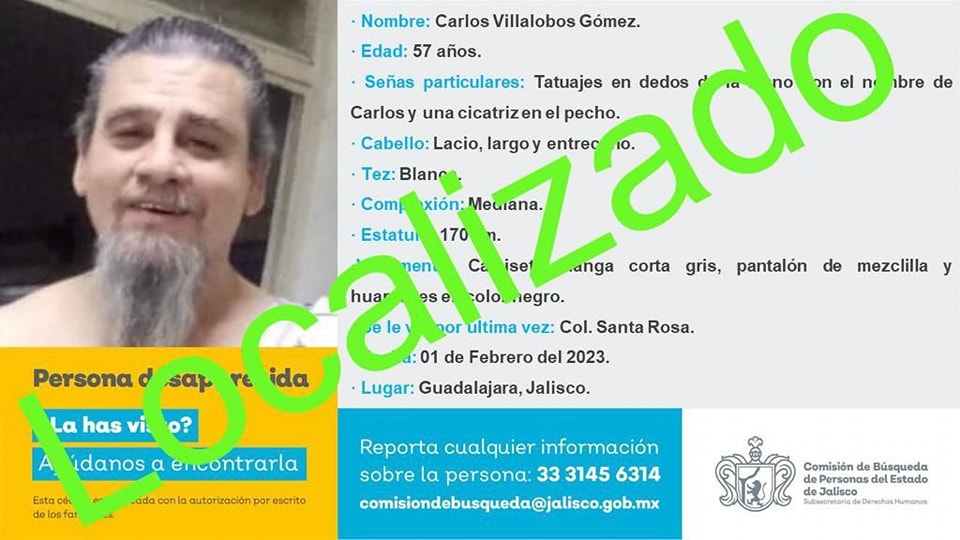 · Nombre: Carlos Villalobos Gómez.
· Edad: 57 años.
· Señas particulares: Tatuajes en dedos de la mano con el nombre de
Carlos y una cicatriz en el pecho.
· Cabello: Lacio, largo y entrecano.
· Tez: Blanca.
· Complexión: Mediana.
· Estatura: 170 cm.
· Vestimenta: Camiseta manga corta gris, pantalón de mezclilla y
huaraches en color negro.
· Se le vio por ultima vez: Col. Santa Rosa.
· Fecha: 01 de Febrero del 2023.
· Lugar: Guadalajara, Jalisco.
Localizado
Persona desaparecida
¿La has visto?
Ayúdanos a encontrarla
Esta cédula es publicada con la autorización por escrito
de los familiares.
Reporta cualquier información
sobre la persona: 33 3145 6314
comisiondebusqueda@jalisco.gob.mx
Comisión de Búsqueda
de Personas del Estado
de Jalisco
Subsecretaría de Derechos Humanos